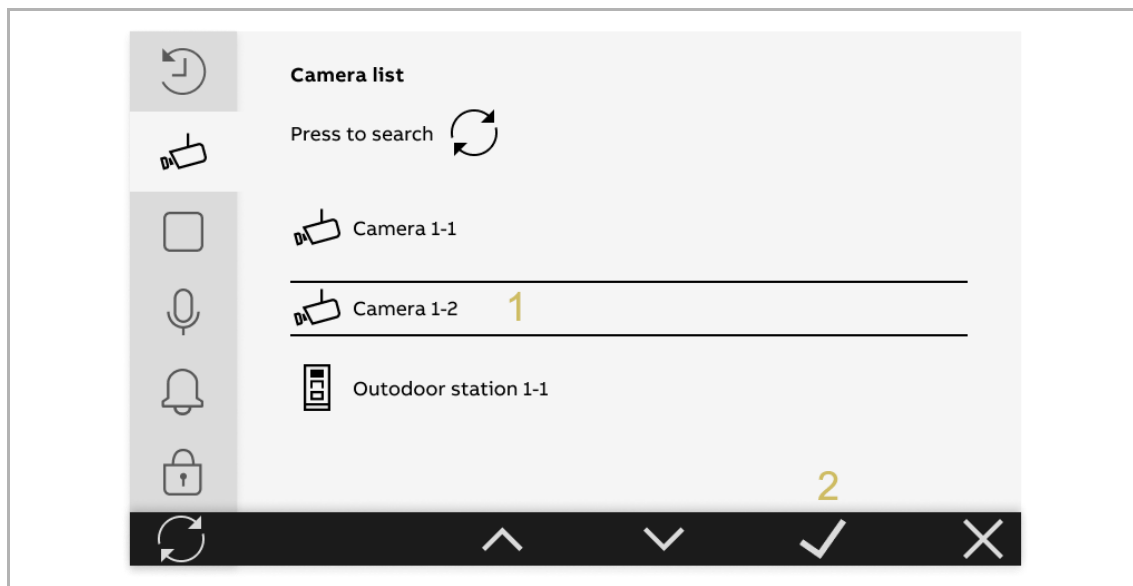 Camera list
Press to search
Camera 1-1
Camera 1-2 1
Outodoor station 1-1
2